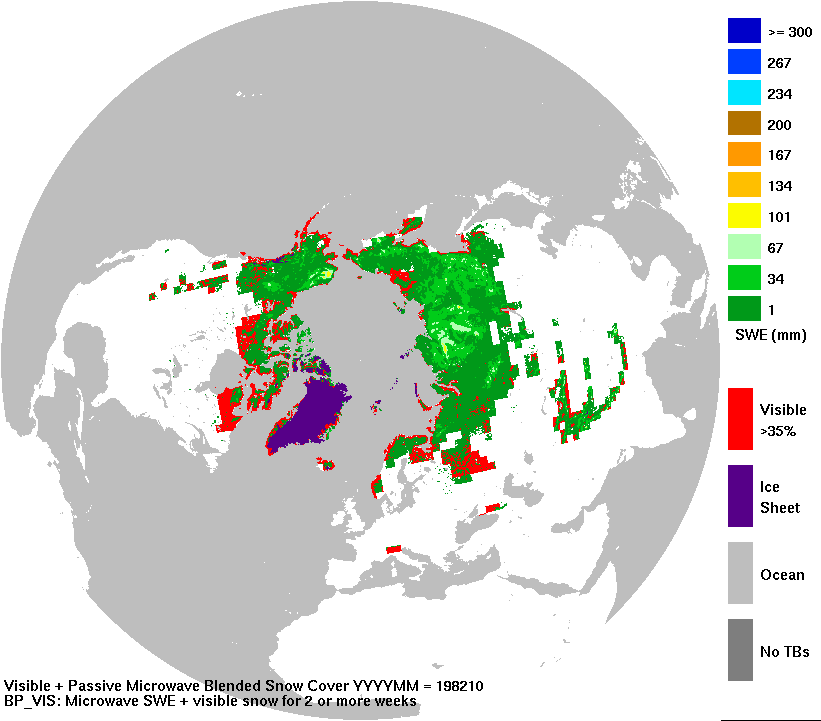 >= 300
267
234
200
167
134
101
67
34
1
SWE (mm)
Visible
>35%
Ice
Sheet
Ocean
No TBs
Visible + Passive Microwave Blended Snow Cover YYYYMM = 198210
BP_VIS: Microwave SWE + visible snow for 2 or more weeks